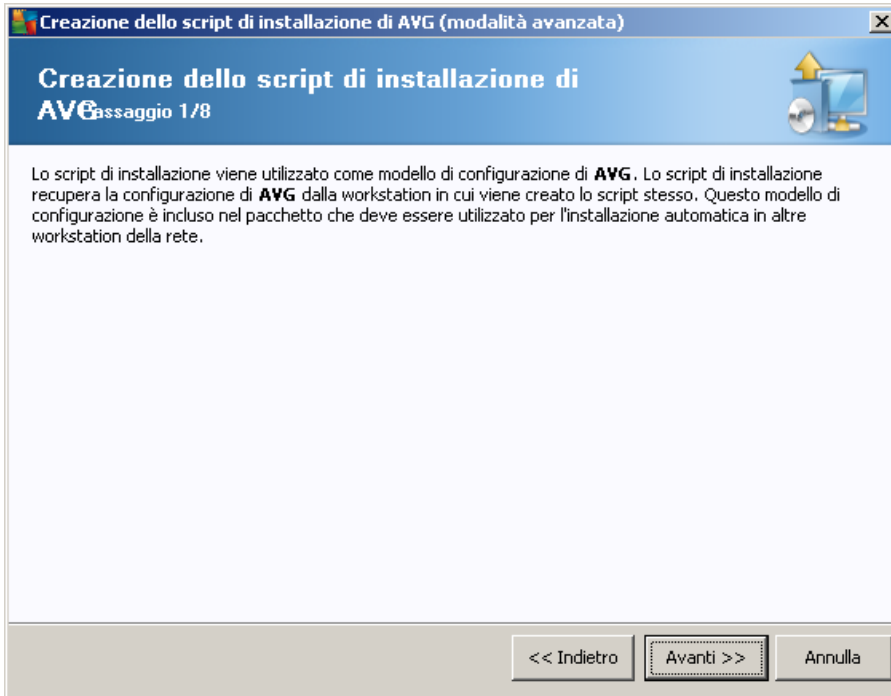 Creazione dello script di installazione di AVG (modalità avanzata)
Creazione dello script di installazione di
AVG Passaggio 1/8
Lo script di installazione viene utilizzato come modello di configurazione di AVG. Lo script di installazione
recupera la configurazione di AVG dalla workstation in cui viene creato lo script stesso. Questo modello di
configurazione è incluso nel pacchetto che deve essere utilizzato per l'installazione automatica in altre
workstation della rete.
<< Indietro
Avanti >>
Annulla